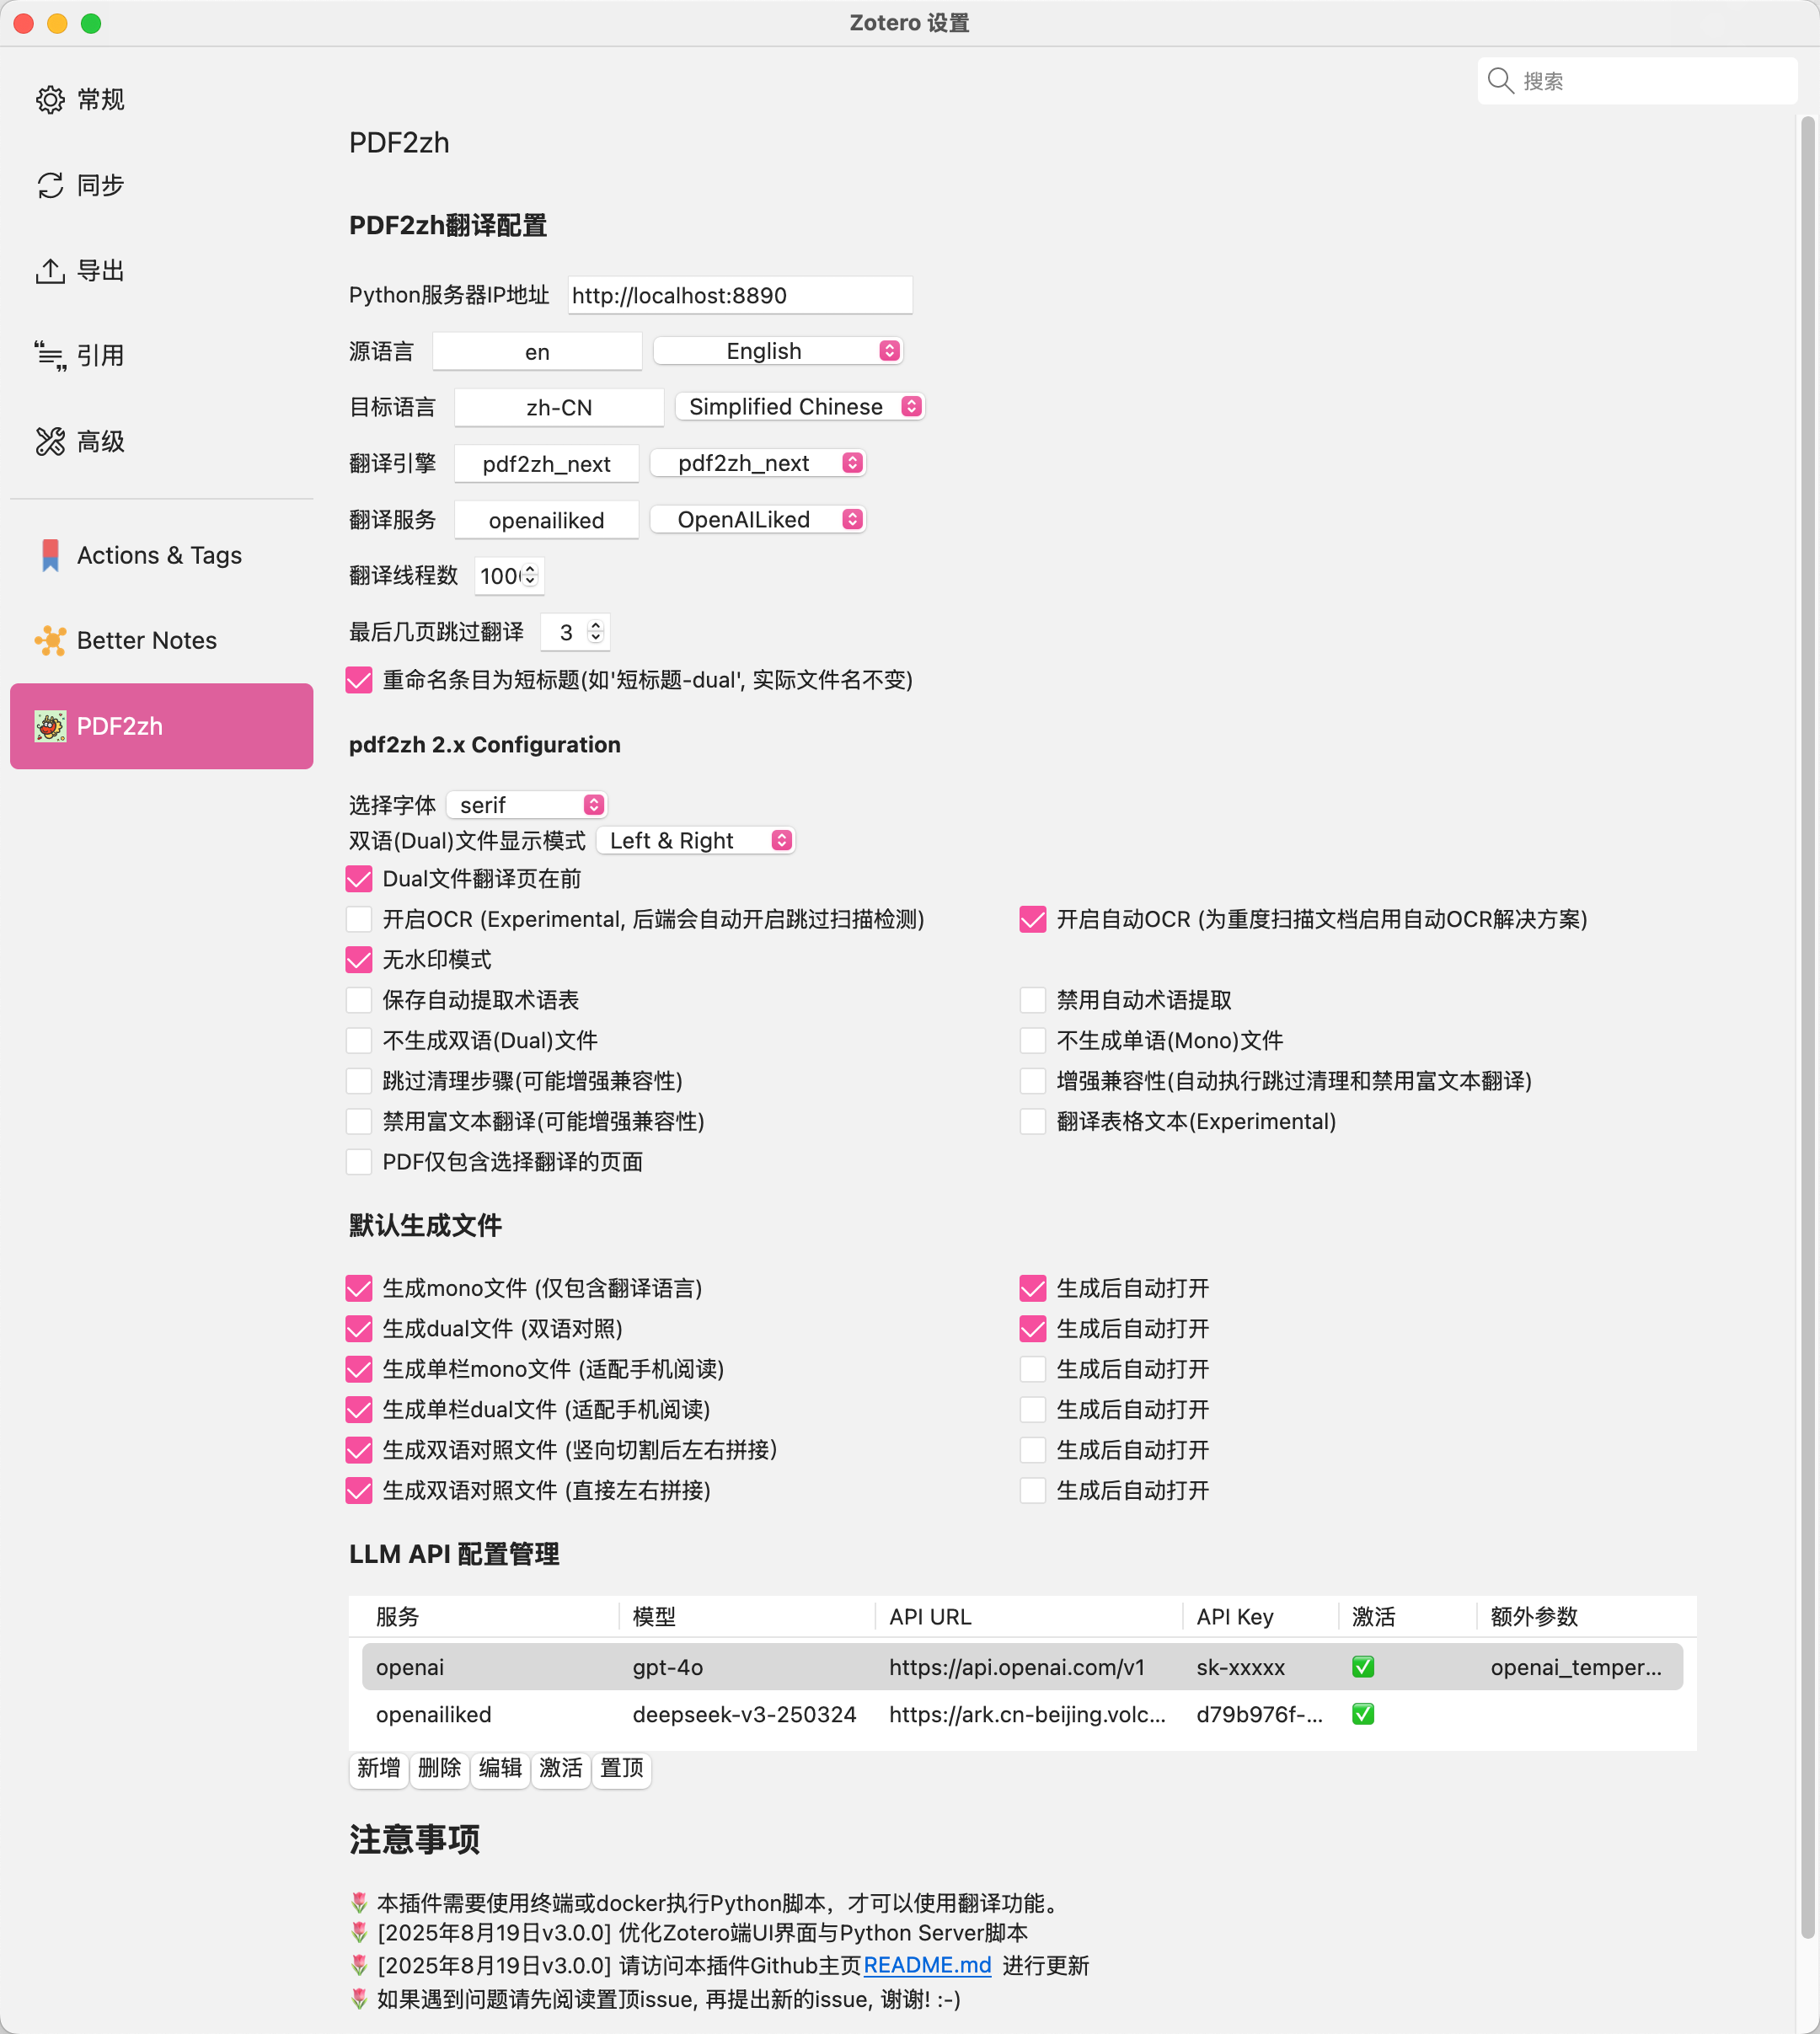 Zotero 设置
搜索
常规
同步
导出
引用
高级
Actions & Tags
Better Notes
PDF2zh
PDF2zh
PDF2zh翻译配置
Python服务器IP地址 http://localhost:8890
源语言 en English
目标语言 zh-CN Simplified Chinese
翻译引擎 pdf2zh_next pdf2zh_next
翻译服务 openailiked OpenAILiked
翻译线程数 100
最后几页跳过翻译 3
重命名条目为短标题(如'短标题-dual', 实际文件名不变)
pdf2zh 2.x Configuration
选择字体 serif
双语(Dual)文件显示模式 Left & Right
Dual文件翻译页在前
开启OCR (Experimental, 后端会自动开启跳过扫描检测) 开启自动OCR (为重度扫描文档启用自动OCR解决方案)
无水印模式
保存自动提取术语表 禁用自动术语提取
不生成双语(Dual)文件 不生成单语(Mono)文件
跳过清理步骤(可能增强兼容性) 增强兼容性(自动执行跳过清理和禁用富文本翻译)
禁用富文本翻译(可能增强兼容性) 翻译表格文本(Experimental)
PDF仅包含选择翻译的页面
默认生成文件
生成mono文件 (仅包含翻译语言) 生成后自动打开
生成dual文件 (双语对照) 生成后自动打开
生成单栏mono文件 (适配手机阅读) 生成后自动打开
生成单栏dual文件 (适配手机阅读) 生成后自动打开
生成双语对照文件 (竖向切割后左右拼接) 生成后自动打开
生成双语对照文件 (直接左右拼接) 生成后自动打开
LLM API 配置管理
服务 模型 API URL API Key 激活 额外参数
openai gpt-4o https://api.openai.com/v1 sk-xxxxx ✅ openai_temper...
openailiked deepseek-v3-250324 https://ark.cn-beijing.volc... d79b976f-... ✅
新增 删除 编辑 激活 置顶
注意事项
🌷 本插件需要使用终端或docker执行Python脚本，才可以使用翻译功能。
🌷 [2025年8月19日v3.0.0] 优化Zotero端UI界面与Python Server脚本
🌷 [2025年8月19日v3.0.0] 请访问本插件Github主页README.md 进行更新
🌷 如果遇到问题请先阅读置顶issue, 再提出新的issue, 谢谢! :-)